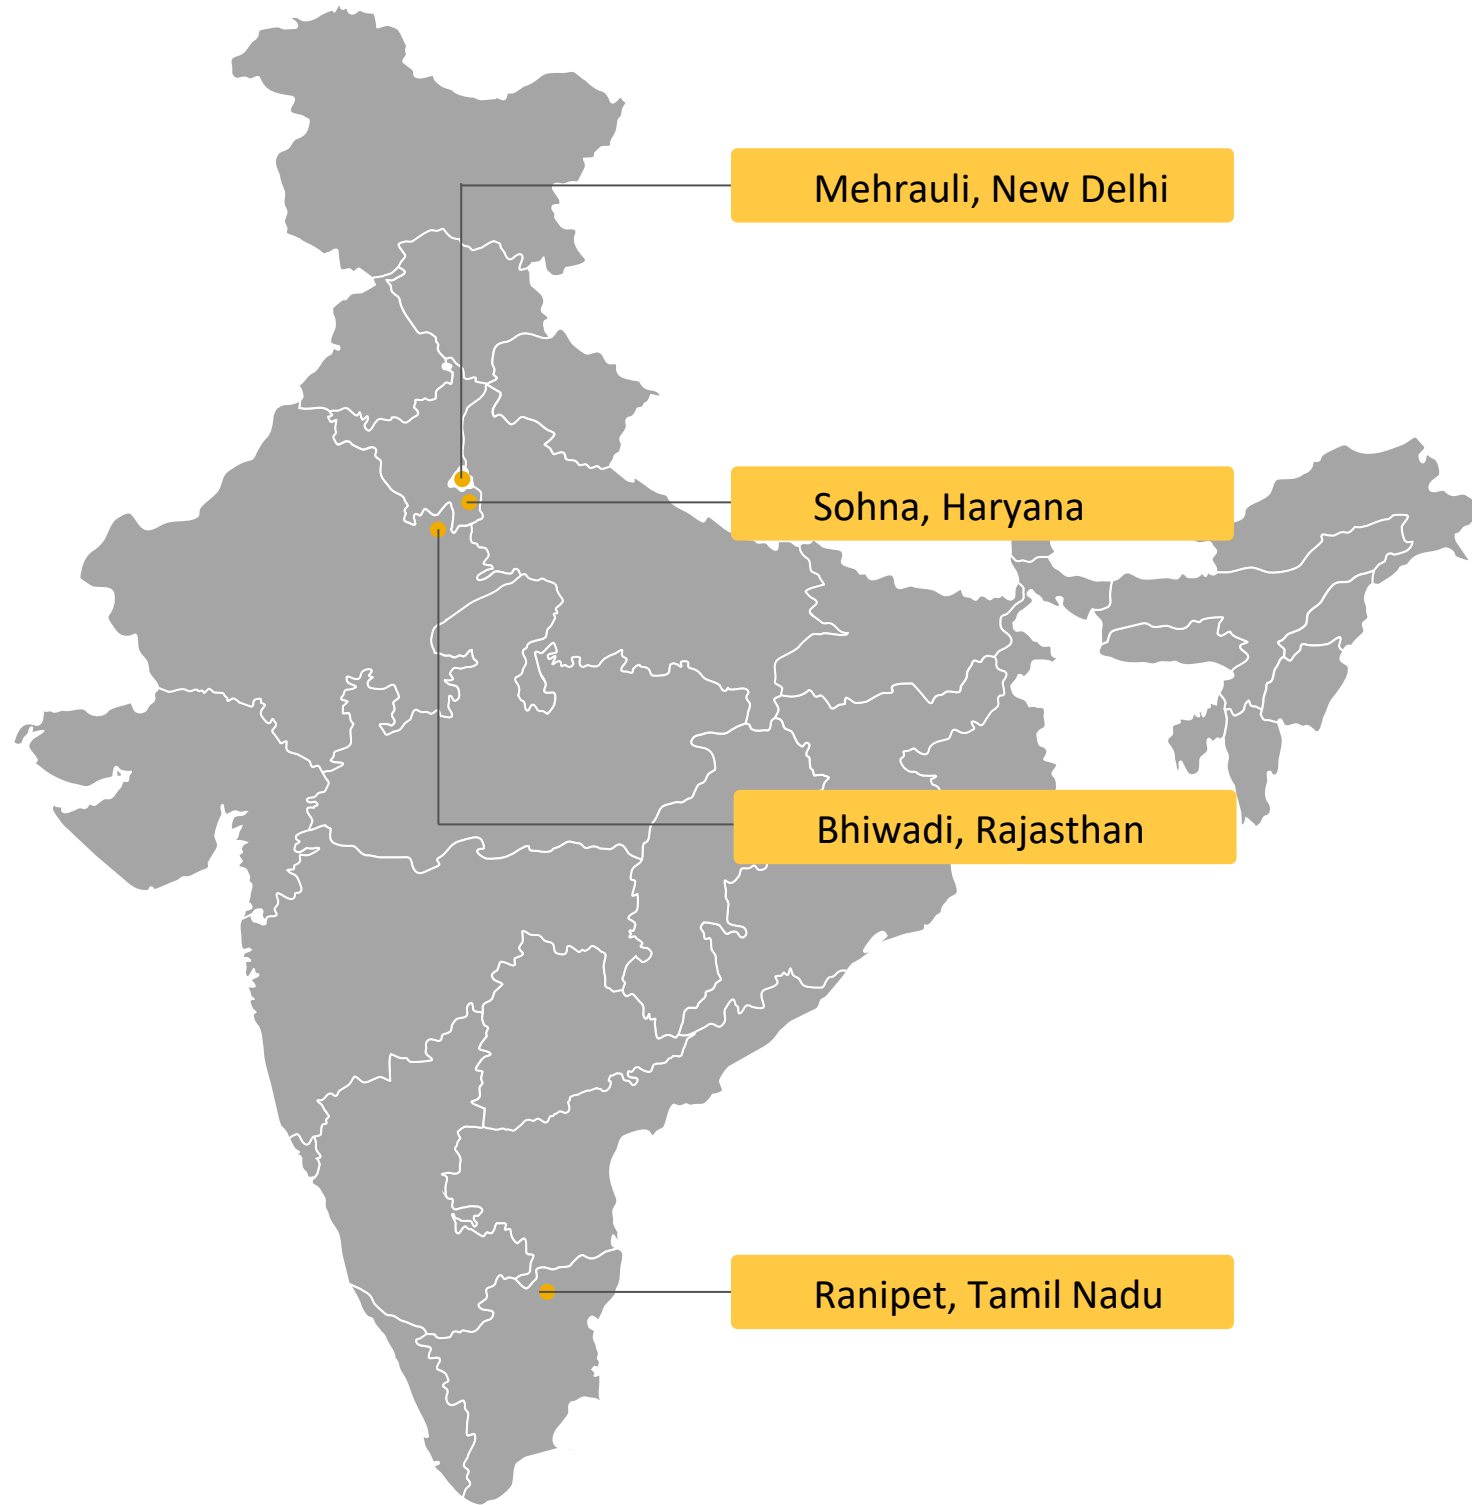 Mehrauli, New Delhi
Sohna, Haryana
Bhiwadi, Rajasthan
Ranipet, Tamil Nadu